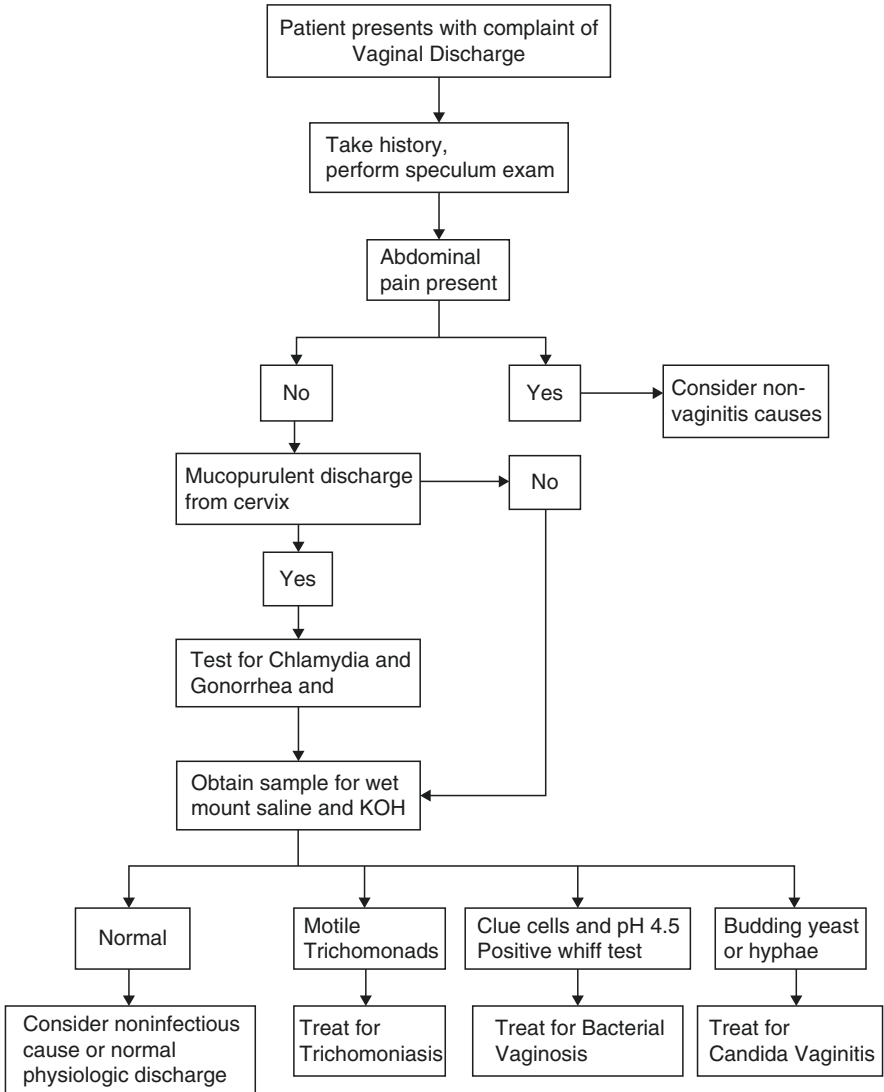 Patient presents with complaint of
Vaginal Discharge
Take history,
perform speculum exam
Abdominal
pain present
No
Yes
Consider non-
vaginitis causes
Mucopurulent discharge
from cervix
No
Yes
Test for Chlamydia and
Gonorrhea and
Obtain sample for wet
mount saline and KOH
Normal
Motile
Trichomonads
Clue cells and pH 4.5
Positive whiff test
Budding yeast
or hyphae
Consider noninfectious
cause or normal
physiologic discharge
Treat for
Trichomoniasis
Treat for Bacterial
Vaginosis
Treat for
Candida Vaginitis